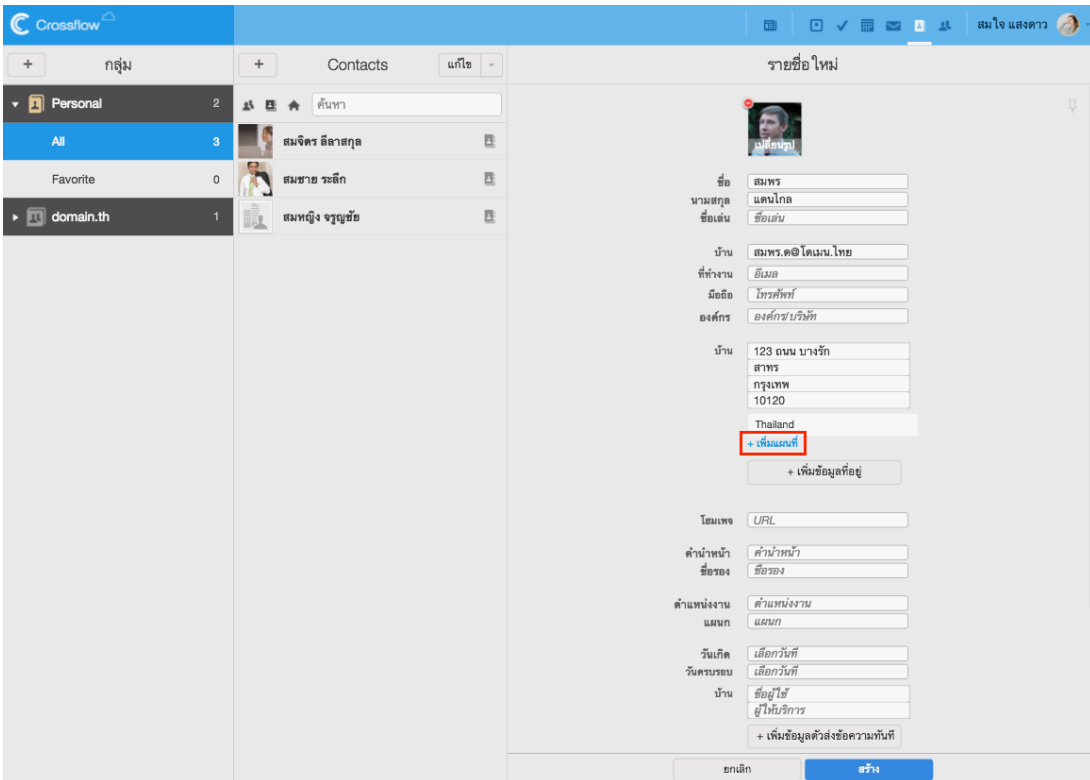 Crossflow
สมใจ แสงดาว
+ กลุ่ม
+ Contacts แก้ไข
รายชื่อใหม่
Personal 2
All 3
Favorite 0
domain.th 1
ค้นหา
สมจิตร ลีลาสกุล
สมชาย ระลึก
สมหญิง จรูญชัย
เปลี่ยนรูป
ชื่อ สมพร
นามสกุล แดนไกล
ชื่อเล่น ชื่อเล่น
บ้าน สมพร.ด@โดเมน.ไทย
ที่ทำงาน อีเมล
มือถือ โทรศัพท์
องค์กร องค์กร/บริษัท
บ้าน 123 ถนน บางรัก
สาทร
กรุงเทพ
10120
Thailand
+ เพิ่มแผนที่
+ เพิ่มข้อมูลที่อยู่
โฮมเพจ URL
คำนำหน้า คำนำหน้า
ชื่อรอง ชื่อรอง
ตำแหน่งงาน ตำแหน่งงาน
แผนก แผนก
วันเกิด เลือกวันที่
วันครบรอบ เลือกวันที่
บ้าน ชื่อผู้ใช้
ผู้ให้บริการ
+ เพิ่มข้อมูลตัวส่งข้อความทันที
ยกเลิก สร้าง